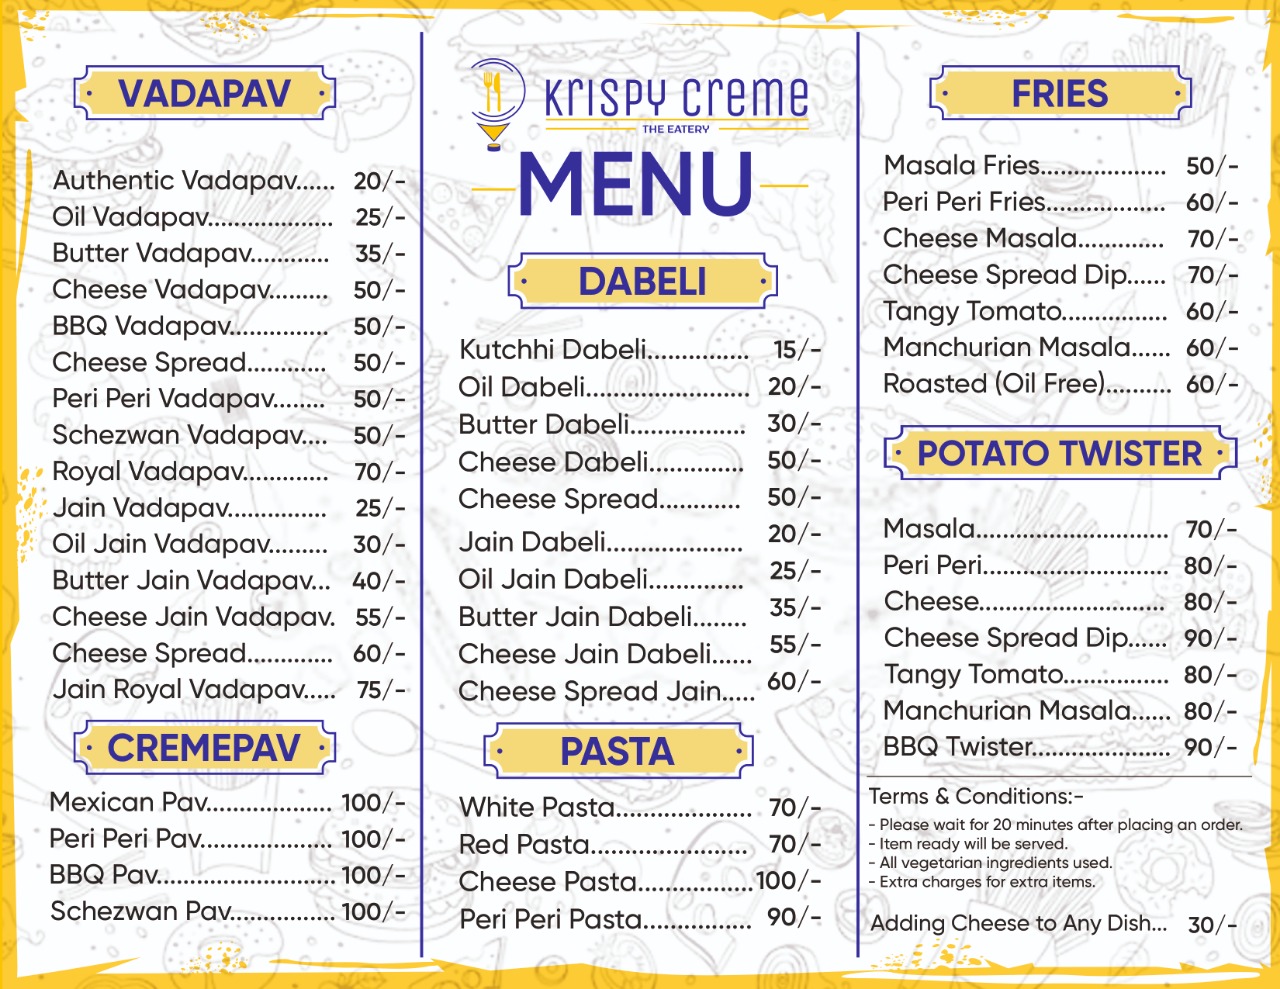 VADAPAV
Authentic Vadapav...... 20/-
Oil Vadapav................... 25/-
Butter Vadapav............ 35/-
Cheese Vadapav......... 50/-
BBQ Vadapav............... 50/-
Cheese Spread............ 50/-
Peri Peri Vadapav........ 50/-
Schezwan Vadapav.... 50/-
Royal Vadapav............. 70/-
Jain Vadapav............... 25/-
Oil Jain Vadapav......... 30/-
Butter Jain Vadapav... 40/-
Cheese Jain Vadapav. 55/-
Cheese Spread............. 60/-
Jain Royal Vadapav..... 75/-
CREMEPAV
Mexican Pav................... 100/-
Peri Peri Pav.................... 100/-
BBQ Pav........................... 100/-
Schezwan Pav................ 100/-
Krispy Creme
THE EATERY
MENU
DABELI
Kutchhi Dabeli............... 15/-
Oil Dabeli......................... 20/-
Butter Dabeli.................. 30/-
Cheese Dabeli............... 50/-
Cheese Spread............. 50/-
Jain Dabeli..................... 20/-
Oil Jain Dabeli............... 25/-
Butter Jain Dabeli........ 35/-
Cheese Jain Dabeli...... 55/-
Cheese Spread Jain..... 60/-
PASTA
White Pasta..................... 70/-
Red Pasta........................ 70/-
Cheese Pasta.................. 100/-
Peri Peri Pasta................. 90/-
FRIES
Masala Fries................... 50/-
Peri Peri Fries.................. 60/-
Cheese Masala............. 70/-
Cheese Spread Dip...... 70/-
Tangy Tomato................ 60/-
Manchurian Masala...... 60/-
Roasted (Oil Free).......... 60/-
POTATO TWISTER
Masala.............................. 70/-
Peri Peri............................. 80/-
Cheese............................. 80/-
Cheese Spread Dip...... 90/-
Tangy Tomato................ 80/-
Manchurian Masala...... 80/-
BBQ Twister..................... 90/-
Terms & Conditions:-
- Please wait for 20 minutes after placing an order.
- Item ready will be served.
- All vegetarian ingredients used.
- Extra charges for extra items.
Adding Cheese to Any Dish... 30/-